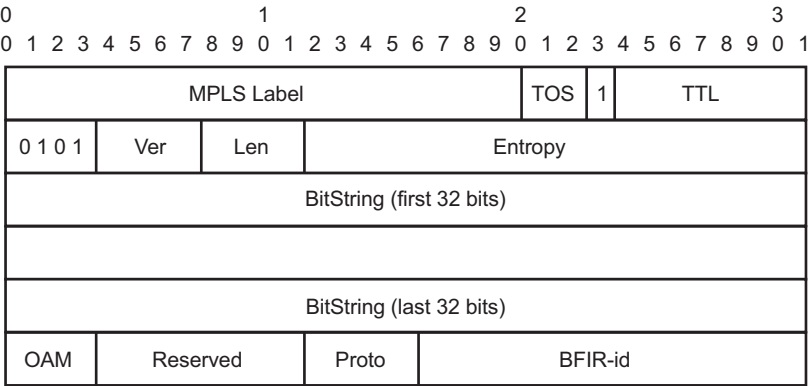 0 1 2 3
0 1 2 3 4 5 6 7 8 9 0 1 2 3 4 5 6 7 8 9 0 1 2 3 4 5 6 7 8 9 0 1
MPLS Label TOS 1 TTL
0 1 0 1 Ver Len Entropy
BitString (first 32 bits)
BitString (last 32 bits)
OAM Reserved Proto BFIR-id